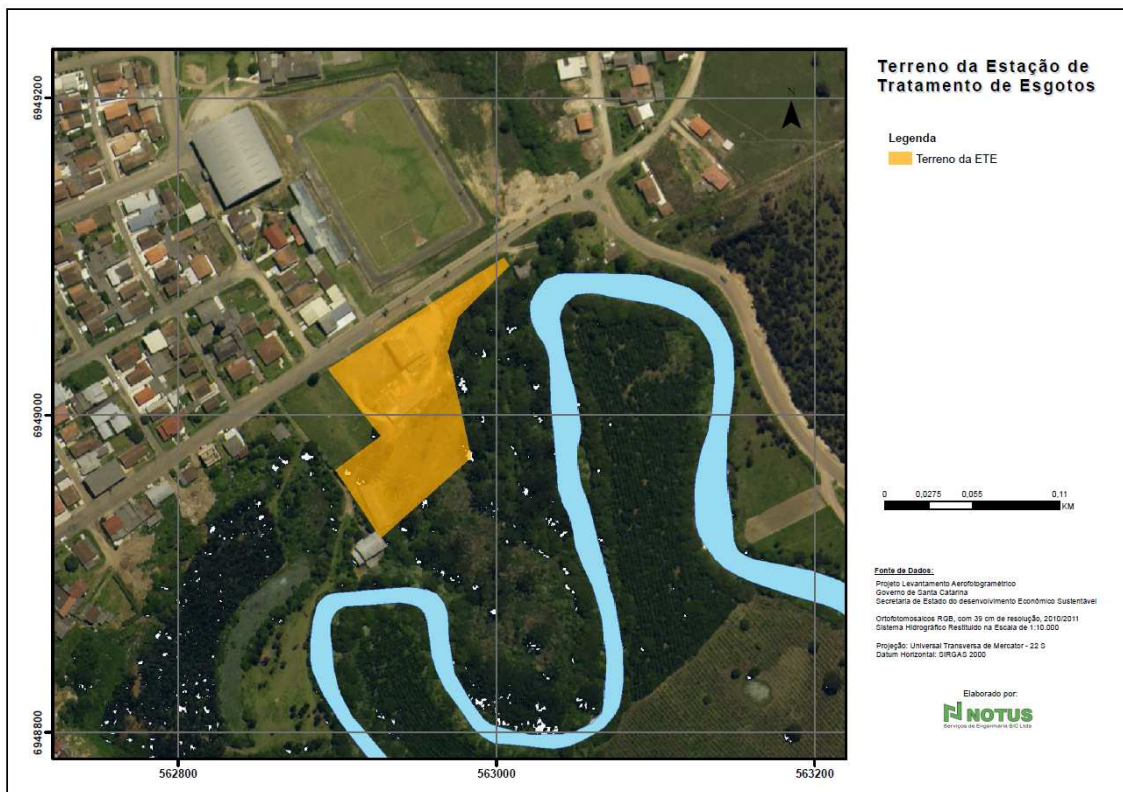 Terreno da Estação de
Tratamento de Esgotos
N
Legenda
Terreno da ETE
6949200
6949000
6948800
562800
563000
563200
0 0,0275 0,055 0,11
KM
Fonte de Dados:
Projeto Levantamento Aerofotogramétrico
Governo de Santa Catarina
Secretaria de Estado do desenvolvimento Econômico Sustentável
Ortofotomosaicos RGB, com 39 cm de resolução, 2010/2011
Sistema Hidrográfico Restituido na Escala de 1:10.000
Projeção: Universal Transversa de Mercator - 22 S
Datum Horizontal: SIRGAS 2000
Elaborado por:
NOTUS
Serviços de Engenharia S/C Ltda